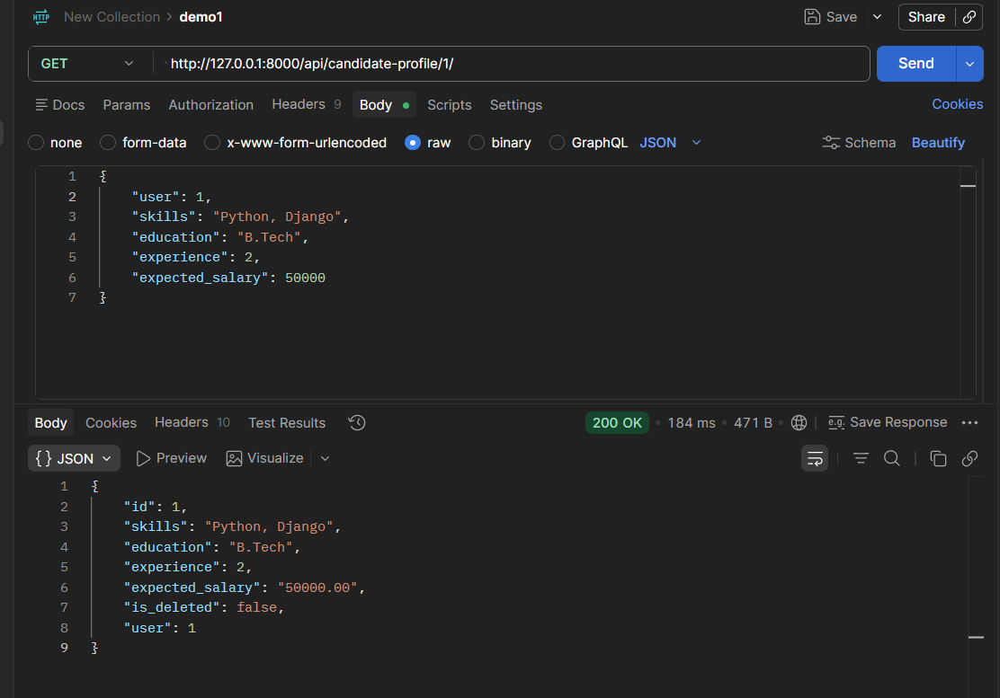 HTTP New Collection > demo1 Save Share
GET http://127.0.0.1:8000/api/candidate-profile/1/ Send
Docs Params Authorization Headers 9 Body Scripts Settings Cookies
none form-data x-www-form-urlencoded raw binary GraphQL JSON Schema Beautify
1 {
2 "user": 1,
3 "skills": "Python, Django",
4 "education": "B.Tech",
5 "experience": 2,
6 "expected_salary": 50000
7 }
Body Cookies Headers 10 Test Results 200 OK • 184 ms • 471 B • e.g. Save Response
{} JSON Preview Visualize
1 {
2 "id": 1,
3 "skills": "Python, Django",
4 "education": "B.Tech",
5 "experience": 2,
6 "expected_salary": "50000.00",
7 "is_deleted": false,
8 "user": 1
9 }